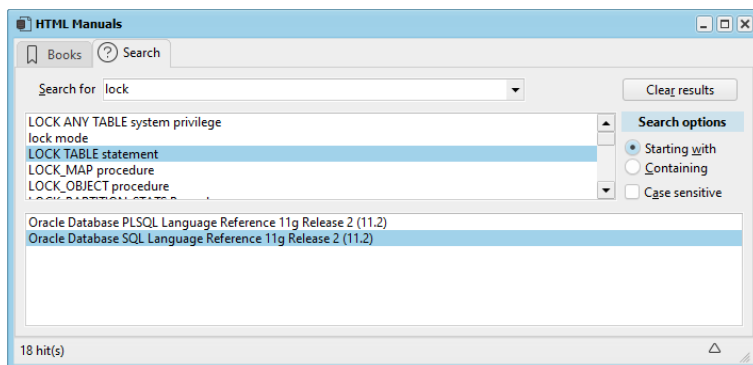 HTML Manuals
Books
Search
Search for lock
Clear results
LOCK ANY TABLE system privilege
lock mode
LOCK TABLE statement
LOCK_MAP procedure
LOCK_OBJECT procedure
Search options
Starting with
Containing
Case sensitive
Oracle Database PLSQL Language Reference 11g Release 2 (11.2)
Oracle Database SQL Language Reference 11g Release 2 (11.2)
18 hit(s)